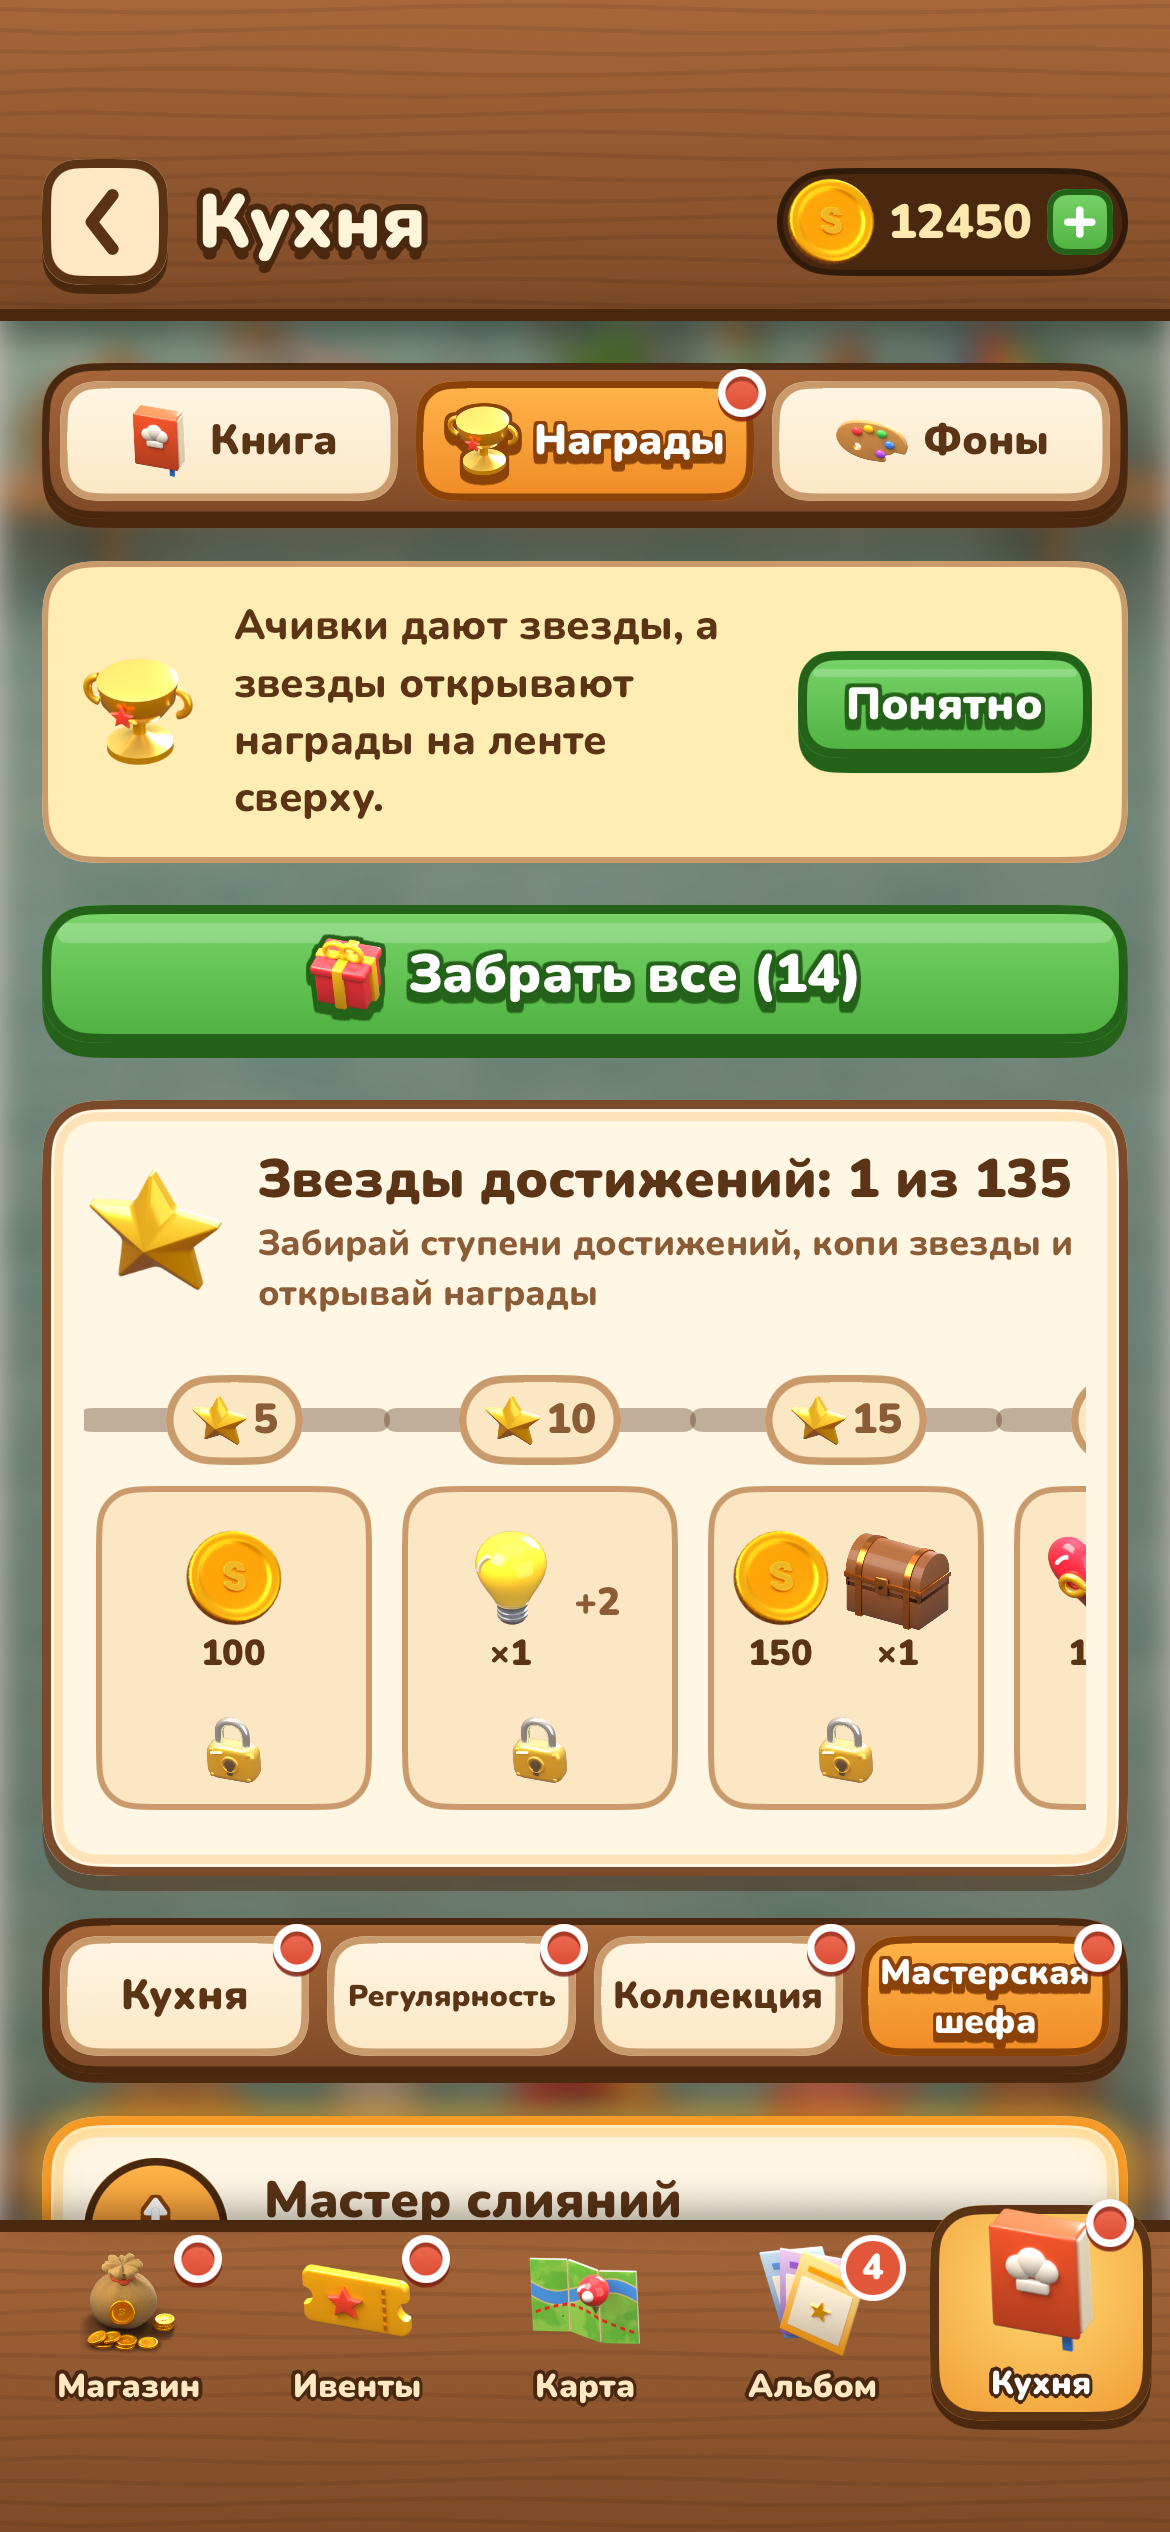 Кухня
12450
Книга
Награды
Фоны
Ачивки дают звезды, а
звезды открывают
награды на ленте
сверху.
Понятно
Забрать все (14)
Звезды достижений: 1 из 135
Забирай ступени достижений, копи звезды и
открывай награды
5
10
15
100
×1
+2
150
×1
1
Кухня
Регулярность
Коллекция
Мастерская
шефа
Мастер слияний
4
Магазин
Ивенты
Карта
Альбом
Кухня